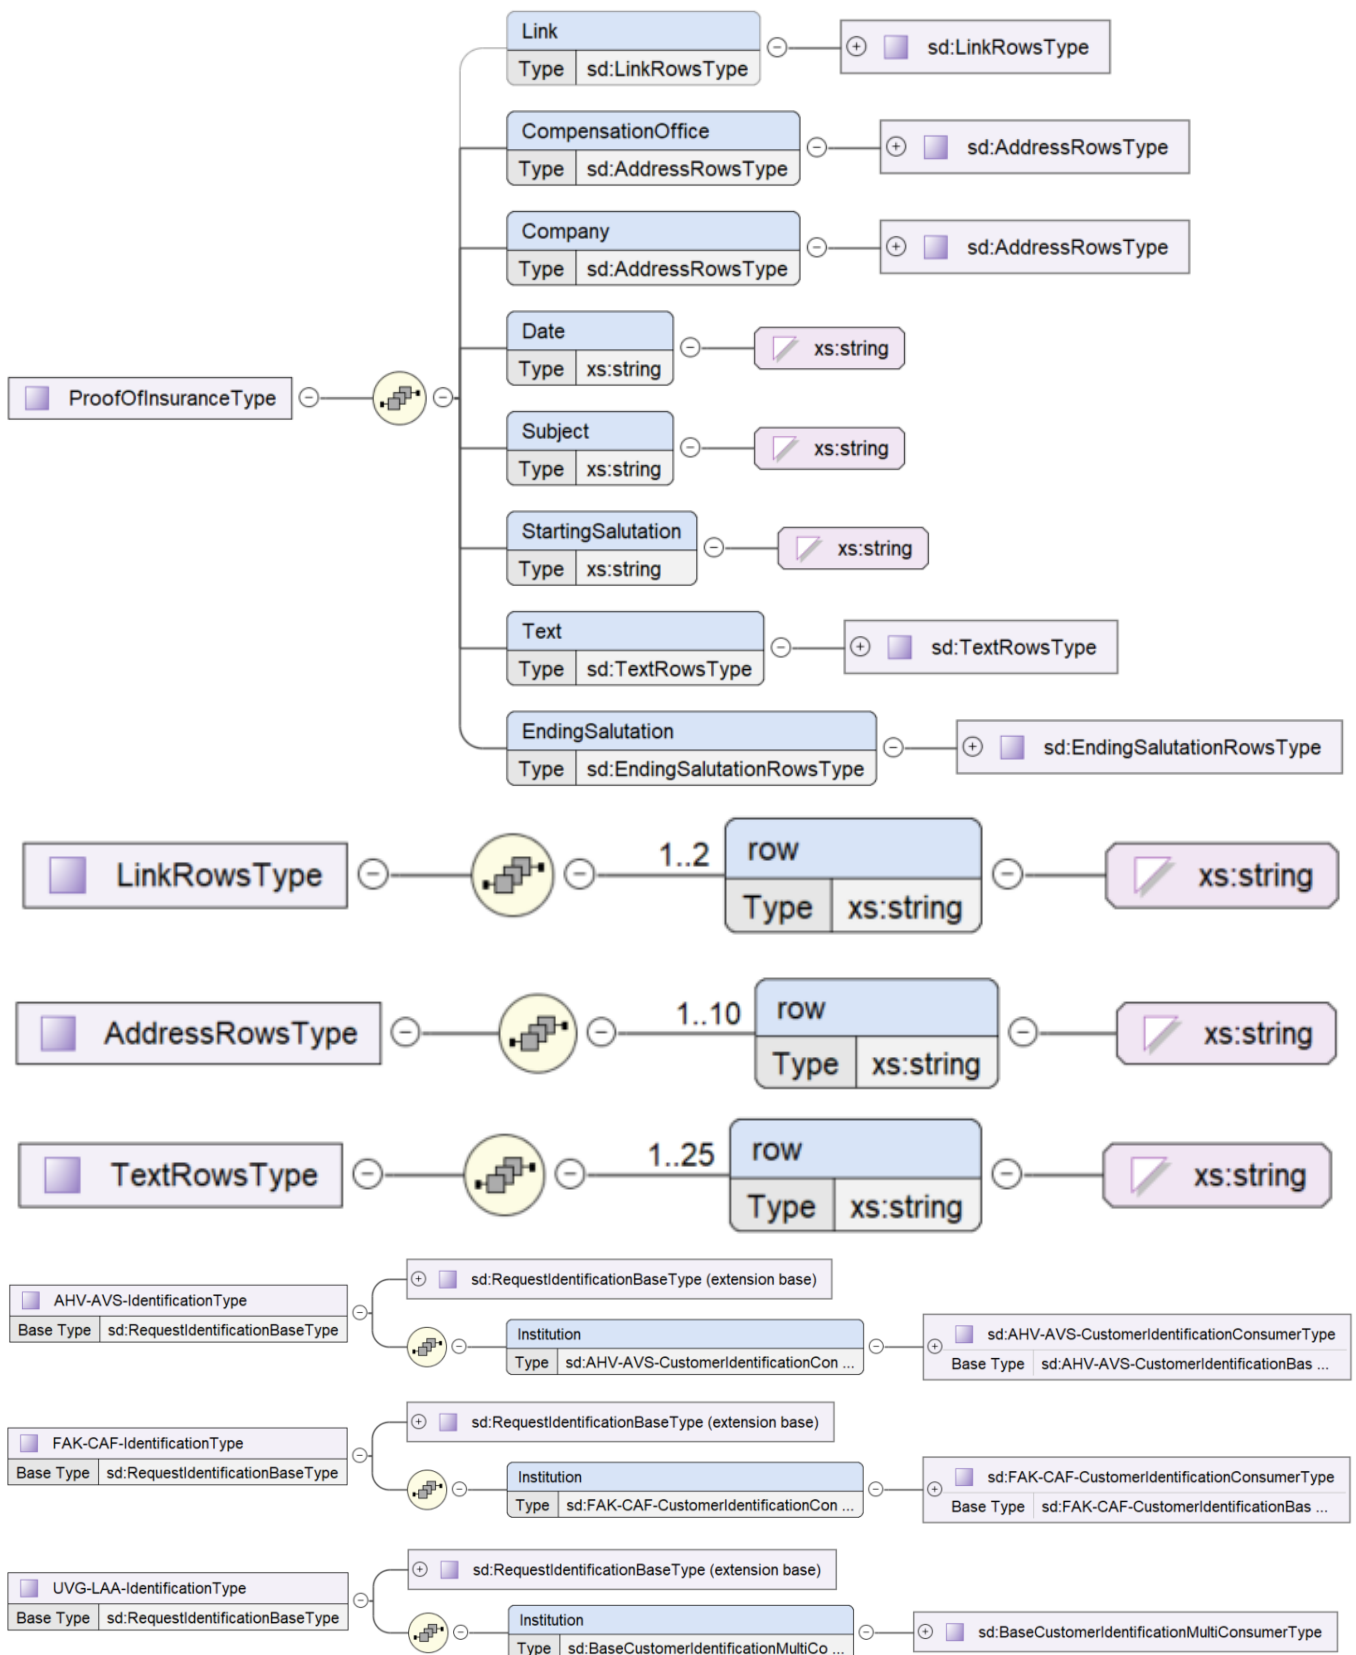 Link
Type sd:LinkRowsType
sd:LinkRowsType
CompensationOffice
Type sd:AddressRowsType
sd:AddressRowsType
Company
Type sd:AddressRowsType
sd:AddressRowsType
Date
Type xs:string
xs:string
ProofOfInsuranceType
Subject
Type xs:string
xs:string
StartingSalutation
Type xs:string
xs:string
Text
Type sd:TextRowsType
sd:TextRowsType
EndingSalutation
Type sd:EndingSalutationRowsType
sd:EndingSalutationRowsType
LinkRowsType
1..2
row
Type xs:string
xs:string
AddressRowsType
1..10
row
Type xs:string
xs:string
TextRowsType
1..25
row
Type xs:string
xs:string
AHV-AVS-IdentificationType
Base Type sd:RequestIdentificationBaseType
sd:RequestIdentificationBaseType (extension base)
Institution
Type sd:AHV-AVS-CustomerIdentificationCon ...
sd:AHV-AVS-CustomerIdentificationConsumerType
Base Type sd:AHV-AVS-CustomerIdentificationBas ...
FAK-CAF-IdentificationType
Base Type sd:RequestIdentificationBaseType
sd:RequestIdentificationBaseType (extension base)
Institution
Type sd:FAK-CAF-CustomerIdentificationCon ...
sd:FAK-CAF-CustomerIdentificationConsumerType
Base Type sd:FAK-CAF-CustomerIdentificationBas ...
UVG-LAA-IdentificationType
Base Type sd:RequestIdentificationBaseType
sd:RequestIdentificationBaseType (extension base)
Institution
Type sd:BaseCustomerIdentificationMultiCo ...
sd:BaseCustomerIdentificationMultiConsumerType